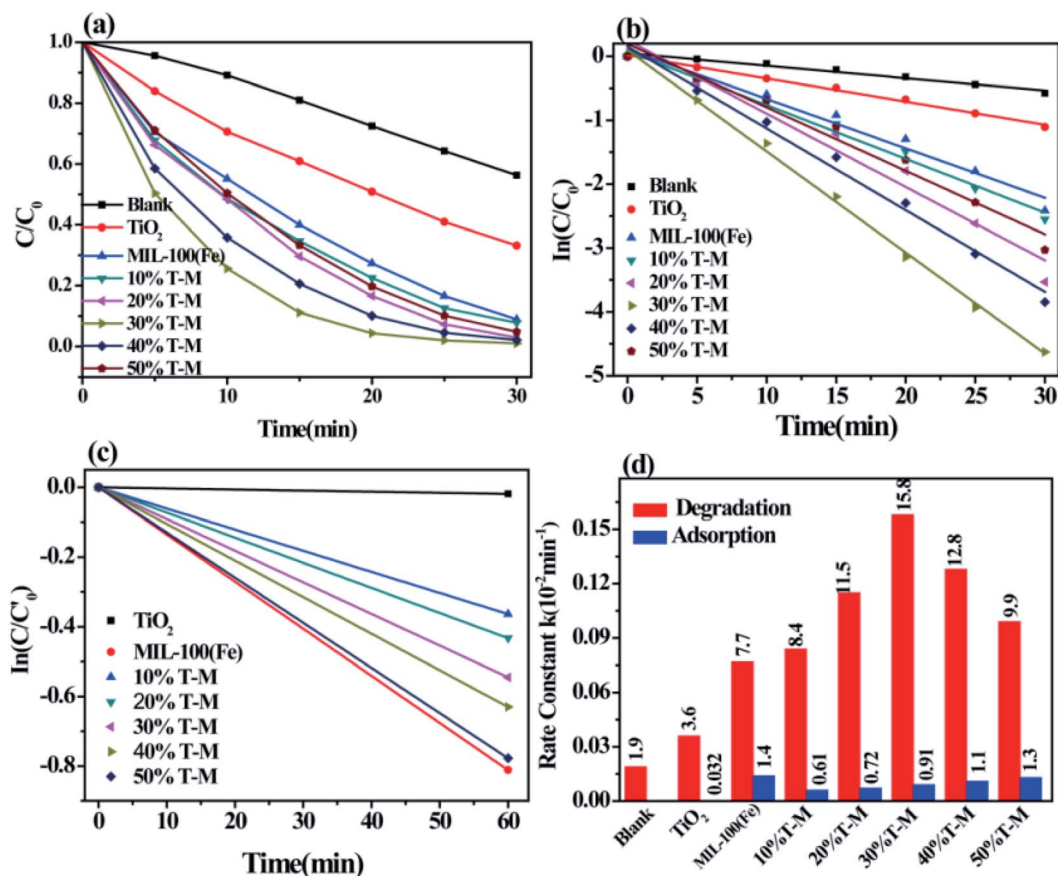 (a)
1.0
0.8
0.6
0.4
0.2
0.0
C/C0
Blank
TiO2
MIL-100(Fe)
10% T-M
20% T-M
30% T-M
40% T-M
50% T-M
0
10
20
30
Time(min)
(b)
0
-1
-2
-3
-4
-5
In(C/C0)
Blank
TiO2
MIL-100(Fe)
10% T-M
20% T-M
30% T-M
40% T-M
50% T-M
0
5
10
15
20
25
30
Time(min)
(c)
0.0
-0.2
-0.4
-0.6
-0.8
In(C/C'0)
TiO2
MIL-100(Fe)
10% T-M
20% T-M
30% T-M
40% T-M
50% T-M
0
10
20
30
40
50
60
Time(min)
(d)
0.15
0.12
0.09
0.06
0.03
0.00
Rate Constant k(10-2min-1)
Degradation
Adsorption
1.9
3.6
0.032
7.7
1.4
8.4
0.61
11.5
0.72
15.8
0.91
12.8
1.1
9.9
1.3
Blank
TiO2
MIL-100(Fe)
10%T-M
20%T-M
30%T-M
40%T-M
50%T-M